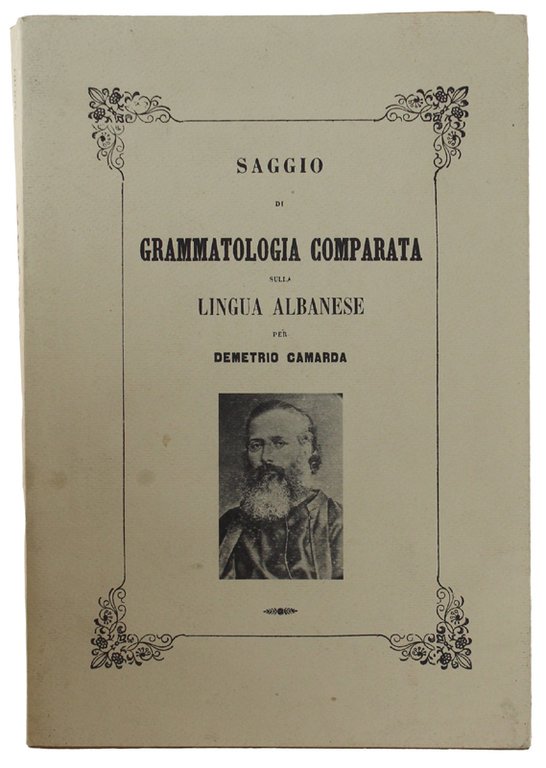 SAGGIO
DI
GRAMMATOLOGIA COMPARATA
SULLA
LINGUA ALBANESE
PER
DEMETRIO CAMARDA